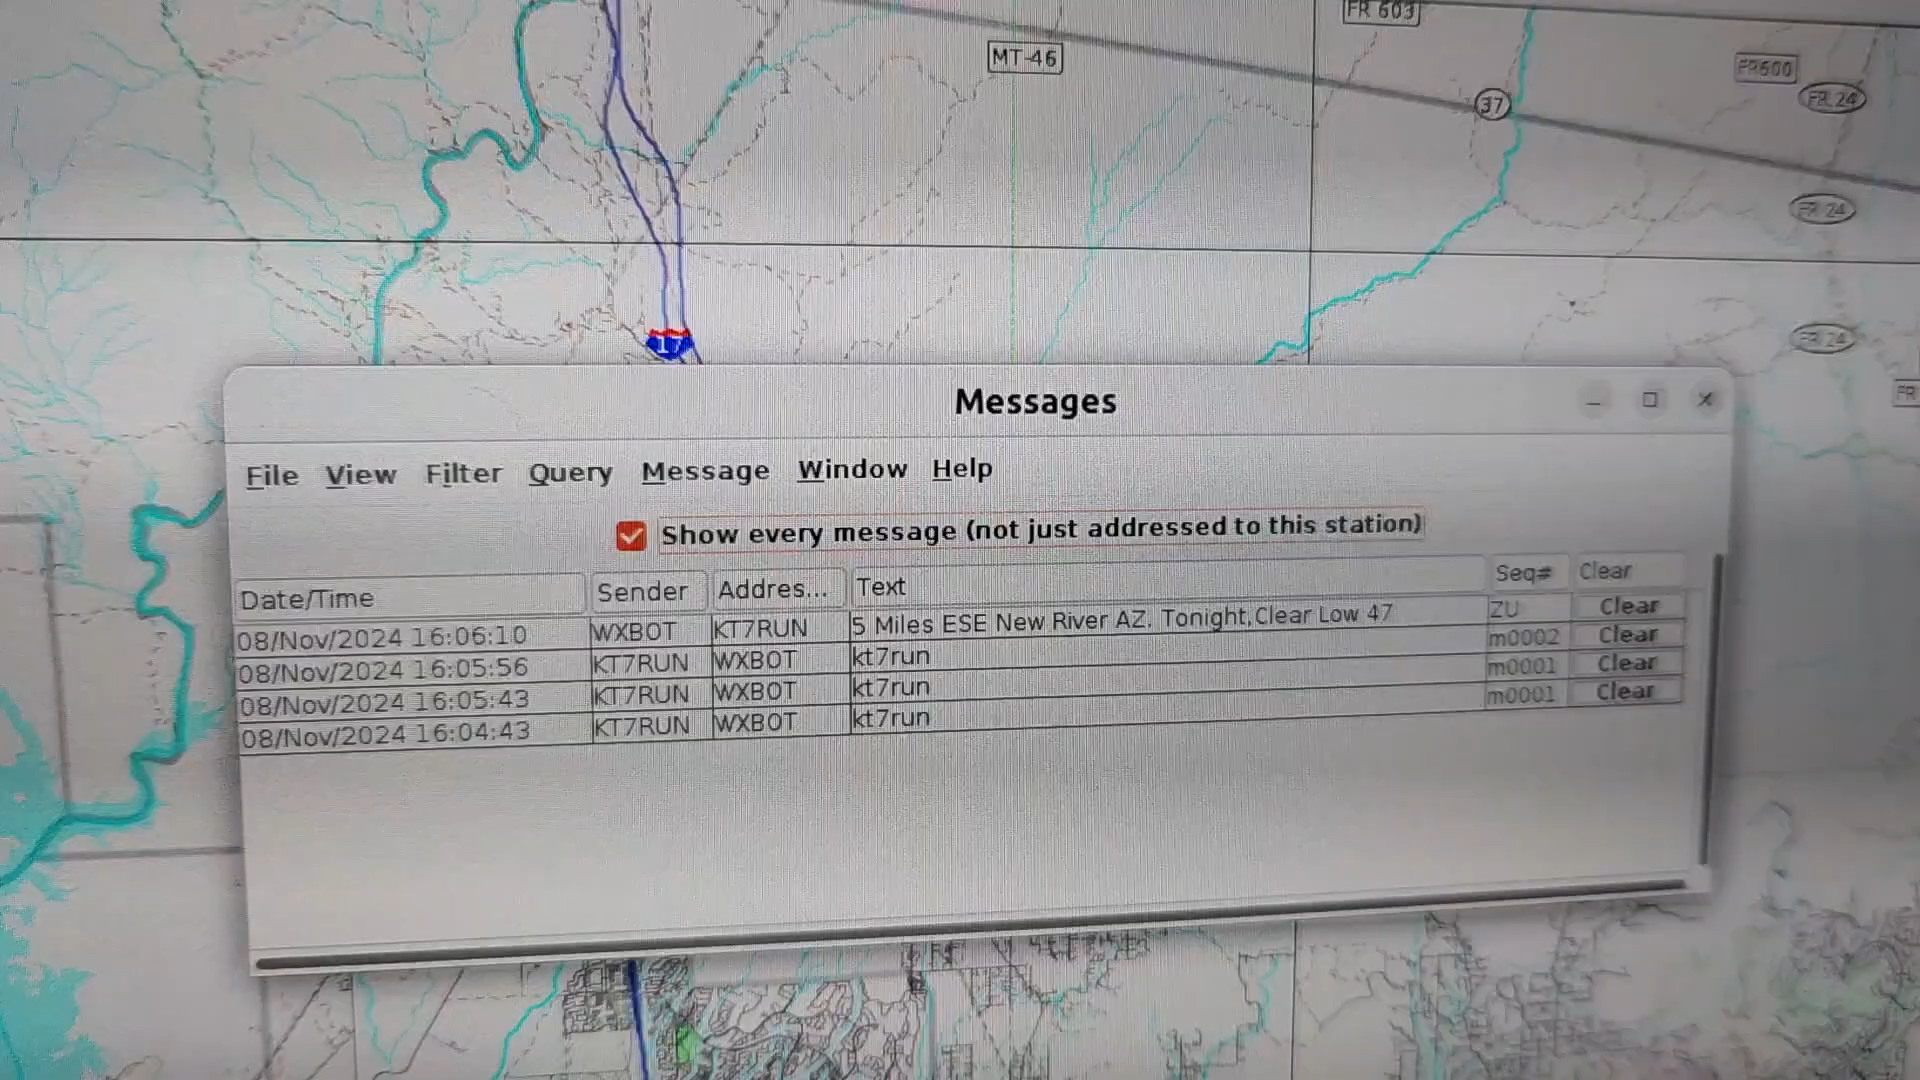 FR 603
MT-46
FR600
37
FR 24
FR 24
17
FR 24
FR
Messages
File View Filter Query Message Window Help
Show every message (not just addressed to this station)
Date/Time Sender Addres... Text Seq# Clear
08/Nov/2024 16:06:10 WXBOT KT7RUN 5 Miles ESE New River AZ. Tonight,Clear Low 47 ZU Clear
08/Nov/2024 16:05:56 KT7RUN WXBOT kt7run m0002 Clear
08/Nov/2024 16:05:43 KT7RUN WXBOT kt7run m0001 Clear
08/Nov/2024 16:04:43 KT7RUN WXBOT kt7run m0001 Clear